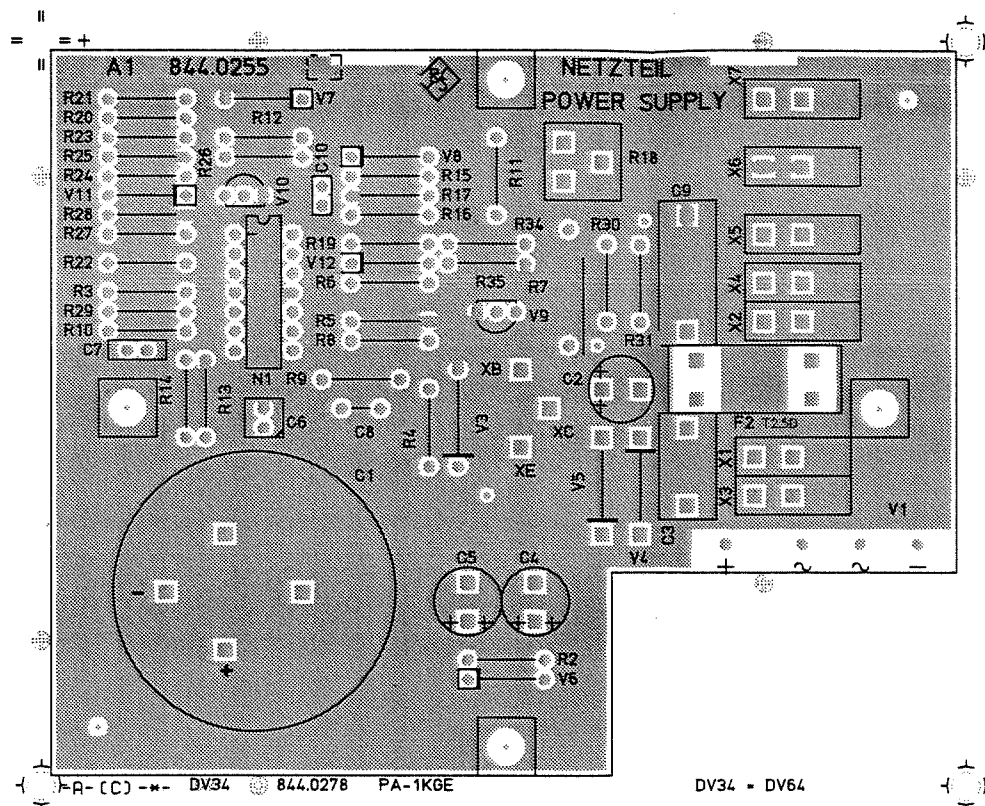 A1 844.0255
NETZTEIL
POWER SUPPLY
X7
R21
V7
R20
R12
R23
R25
R26
C10
V8
R11
R18
X6
R24
R15
V11
V10
R17
C9
R28
R16
R27
R34
R30
X5
R19
R22
V12
R6
R35
R7
X4
R3
R29
R5
V9
X2
R10
R8
R31
C7
R14
R13
N1
R9
XB
C2
C6
C8
R4
V3
XC
F2 T2.5D
XE
C1
V5
X1
X3
V1
V4
C3
+ ~ ~ -
C5
C4
-
+
R2
V6
-A-[C]-*- DV34 844.0278 PA-1KGE DV34 = DV64